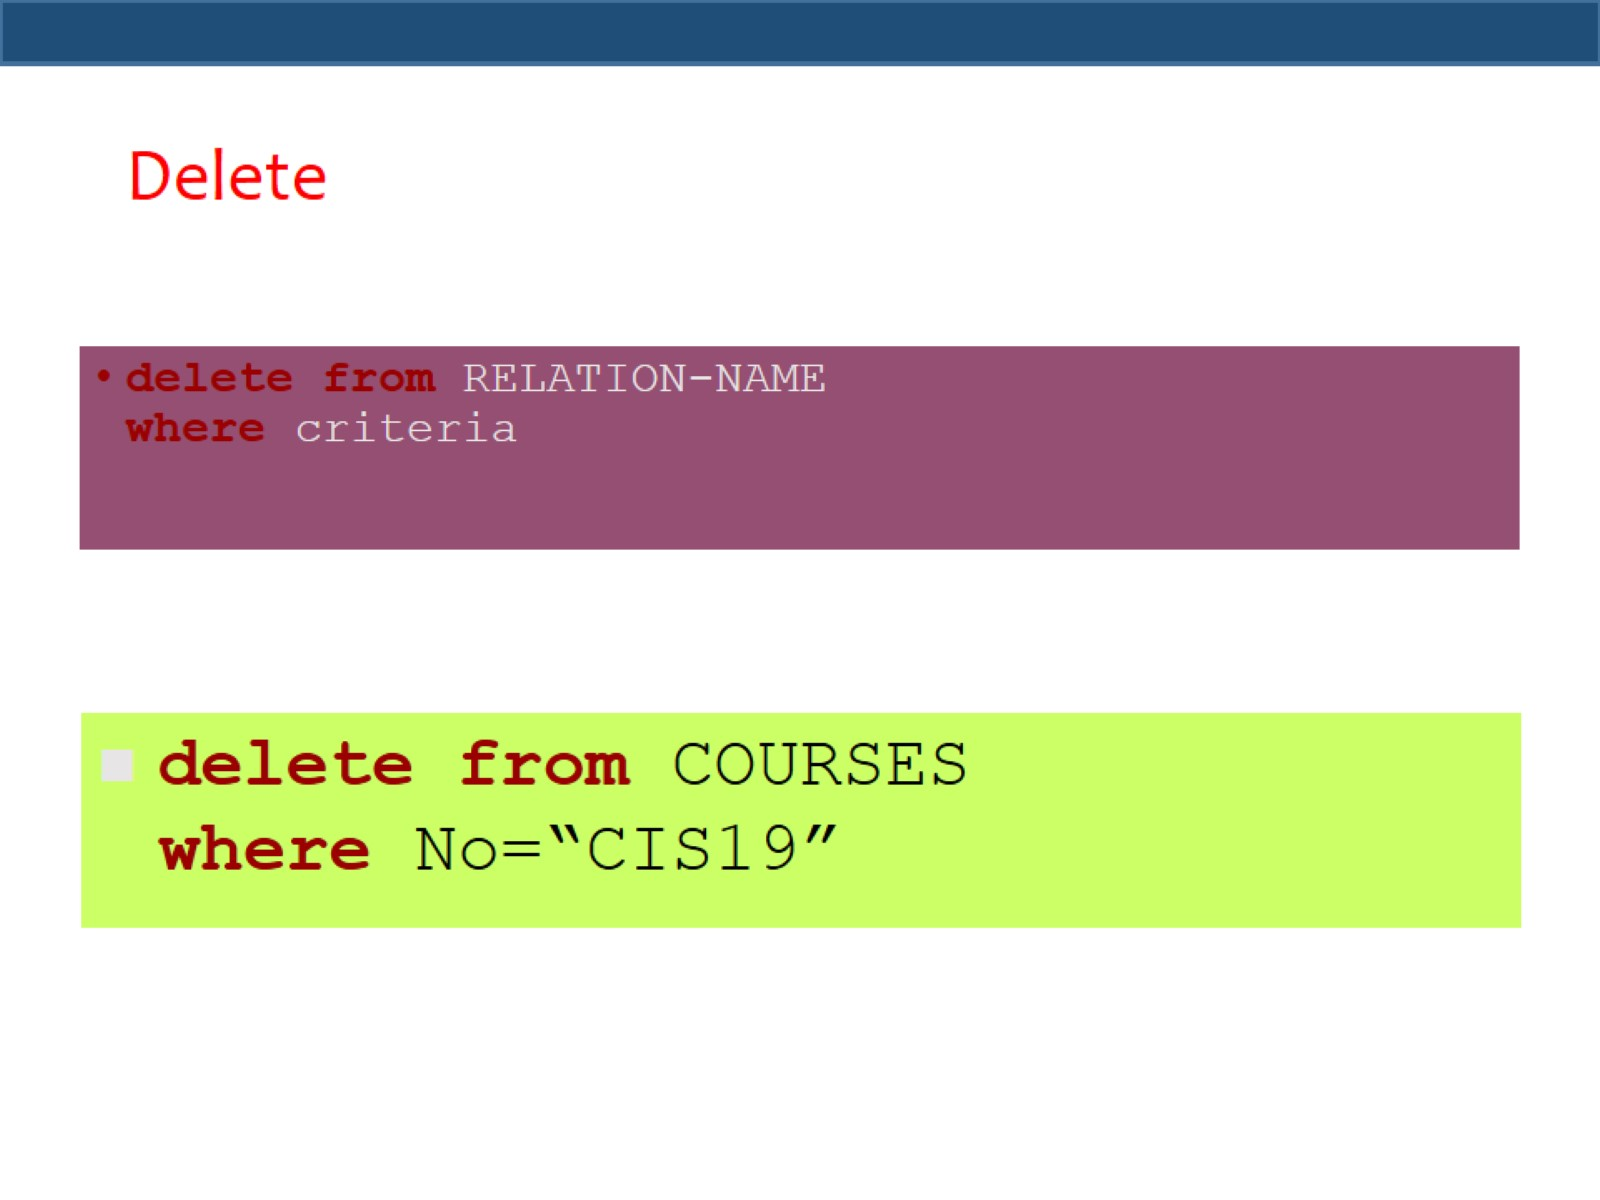 Delete
• delete from RELATION-NAME
where criteria
delete from COURSES
where No=“CIS19”